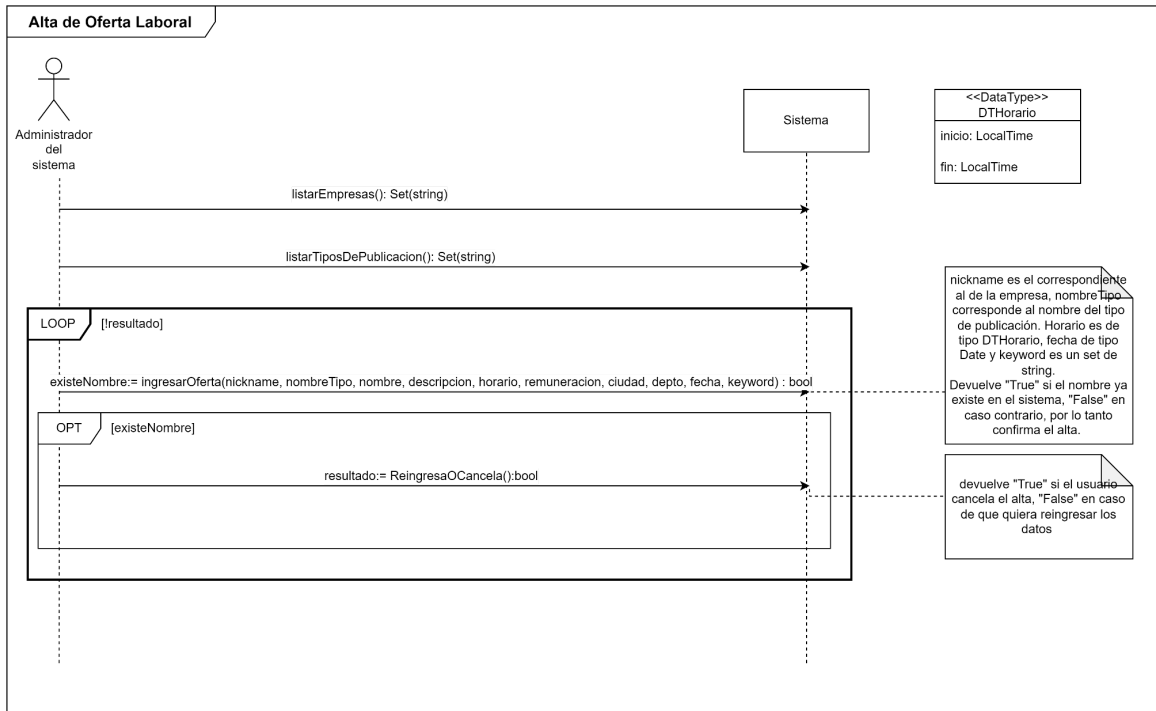 Alta de Oferta Laboral
Administrador
del
sistema
Sistema
<<DataType>>
DTHorario
inicio: LocalTime
fin: LocalTime
listarEmpresas(): Set(string)
listarTiposDePublicacion(): Set(string)
nickname es el correspondiente
al de la empresa, nombreTipo
corresponde al nombre del tipo
de publicación. Horario es de
tipo DTHorario, fecha de tipo
Date y keyword es un set de
string.
Devuelve "True" si el nombre ya
existe en el sistema, "False" en
caso contrario, por lo tanto
confirma el alta.
LOOP [!resultado]
existeNombre:= ingresarOferta(nickname, nombreTipo, nombre, descripcion, horario, remuneracion, ciudad, depto, fecha, keyword) : bool
OPT [existeNombre]
resultado:= ReingresaOCancela():bool
devuelve "True" si el usuario
cancela el alta, "False" en caso
de que quiera reingresar los
datos